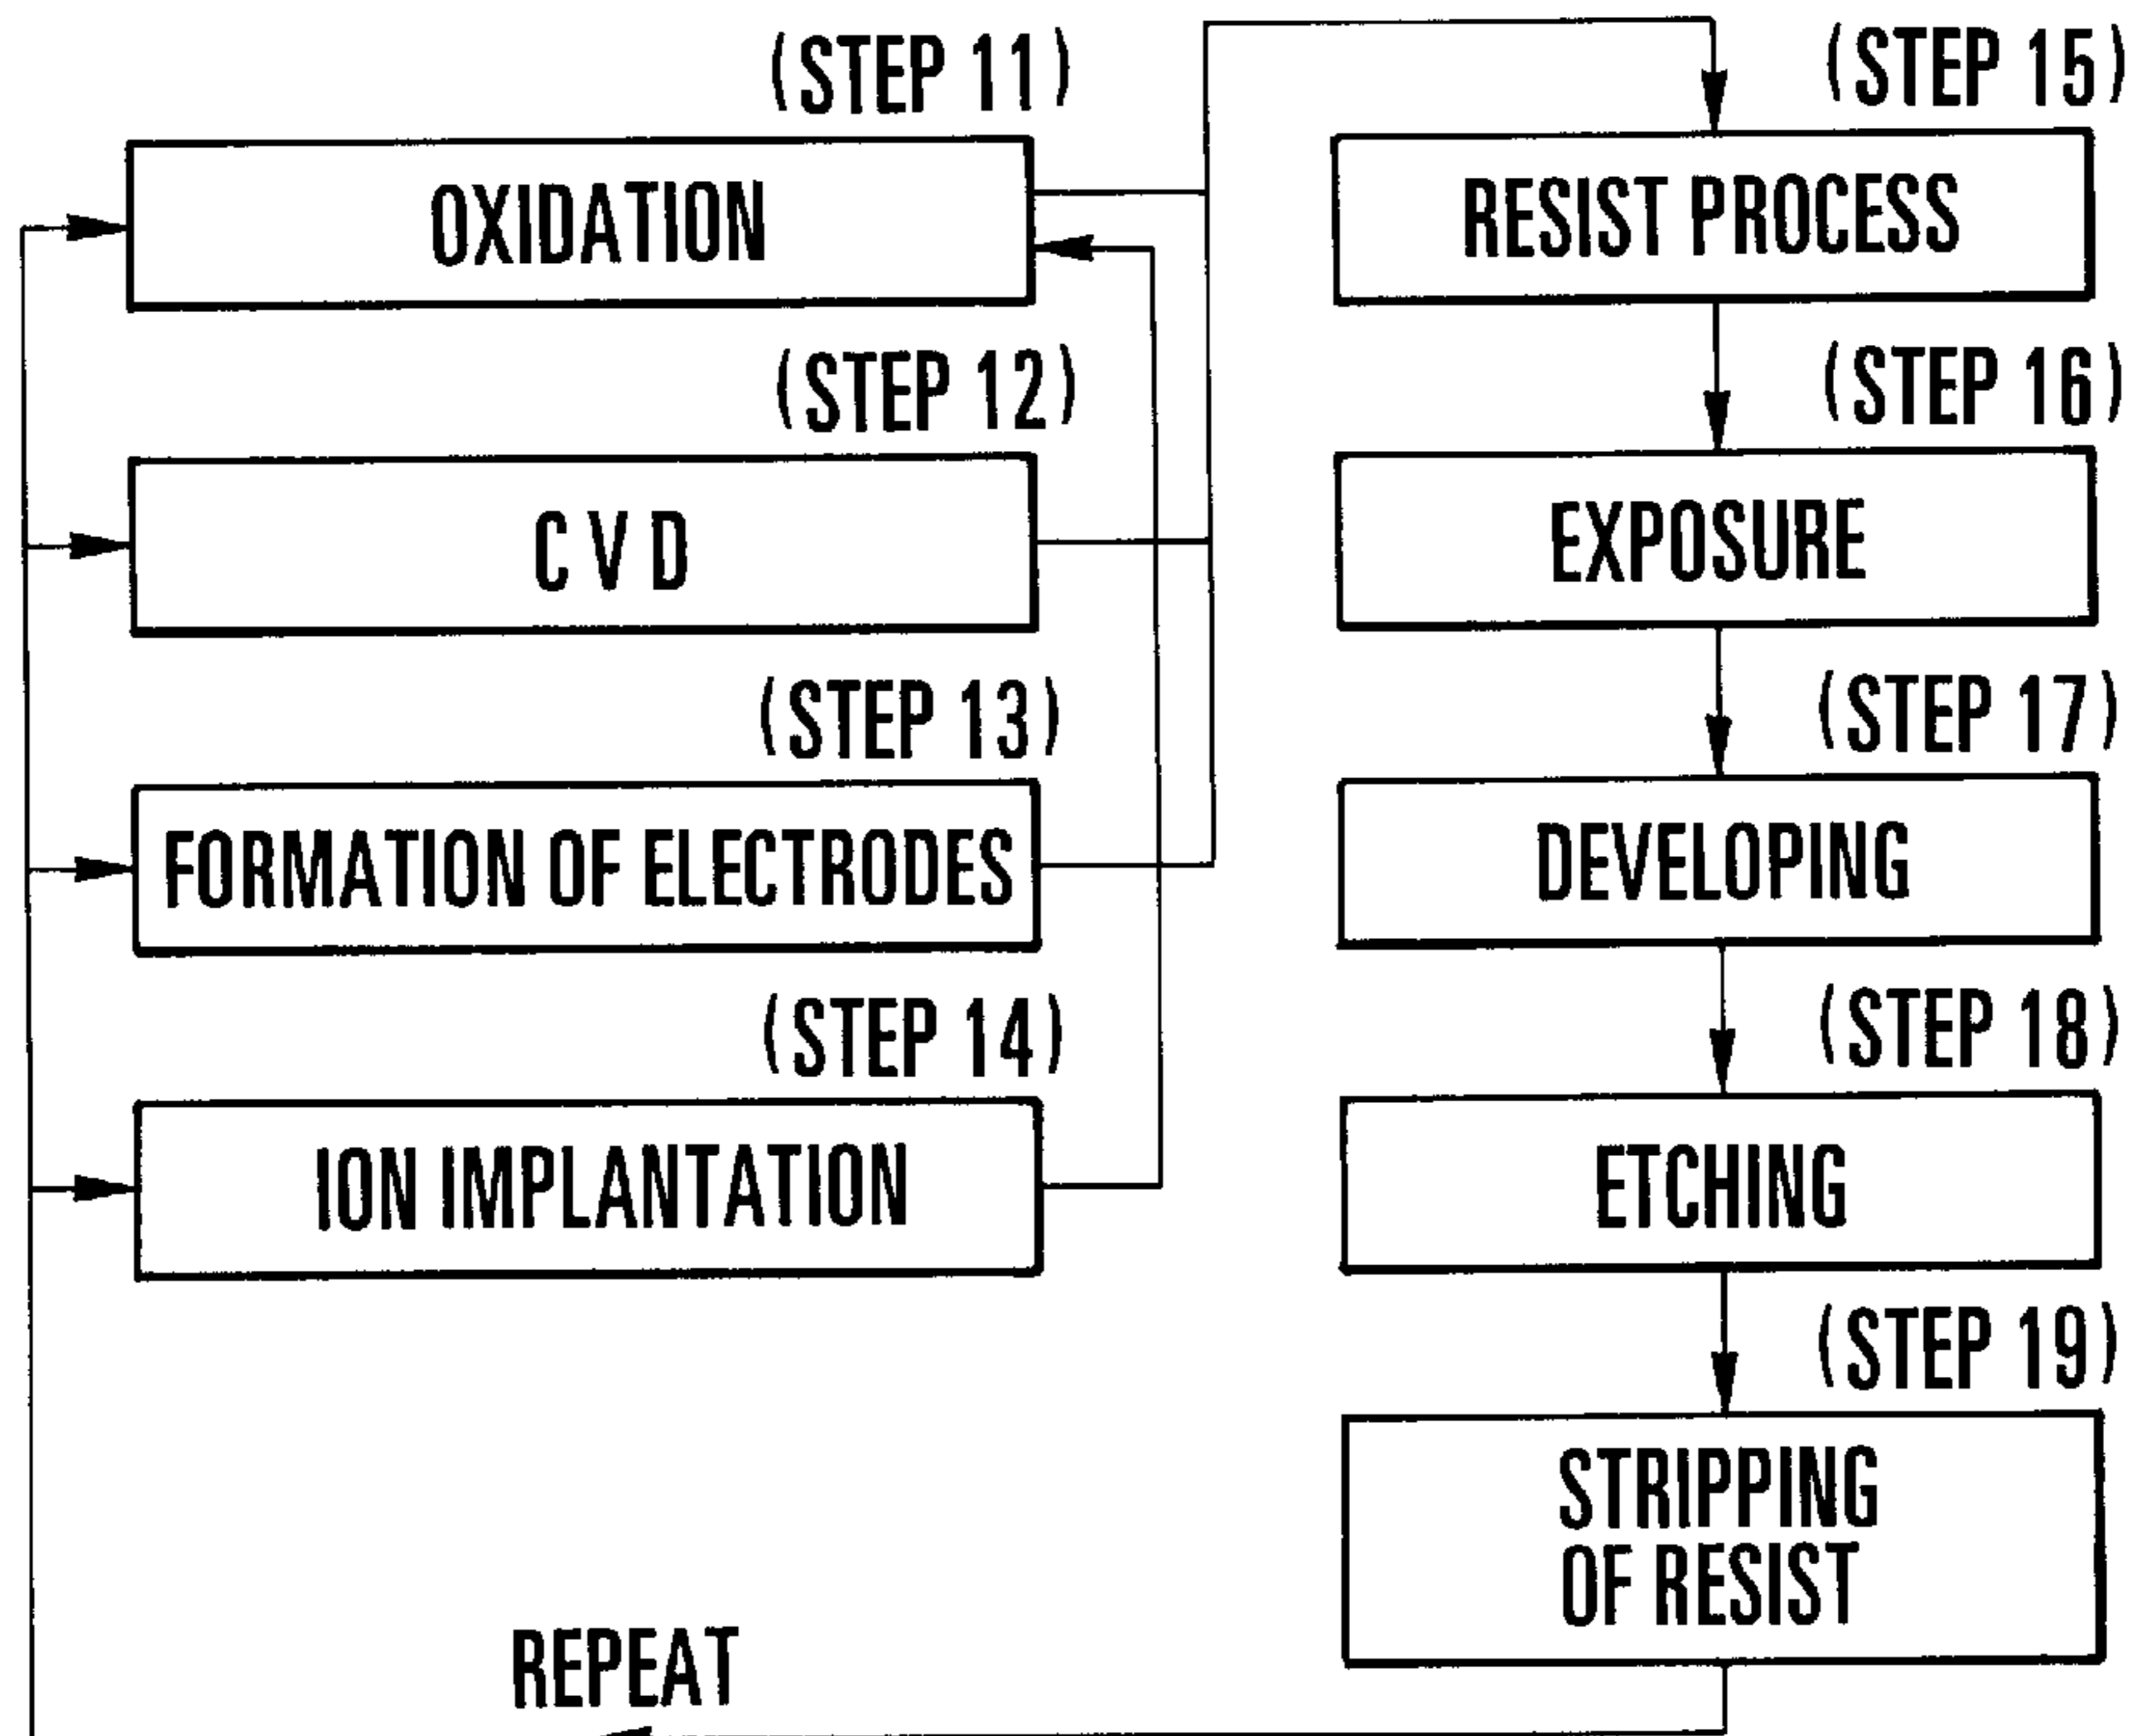 (STEP 11)
OXIDATION
(STEP 12)
CVD
(STEP 13)
FORMATION OF ELECTRODES
(STEP 14)
ION IMPLANTATION
(STEP 15)
RESIST PROCESS
(STEP 16)
EXPOSURE
(STEP 17)
DEVELOPING
(STEP 18)
ETCHING
(STEP 19)
STRIPPING
OF RESIST
REPEAT